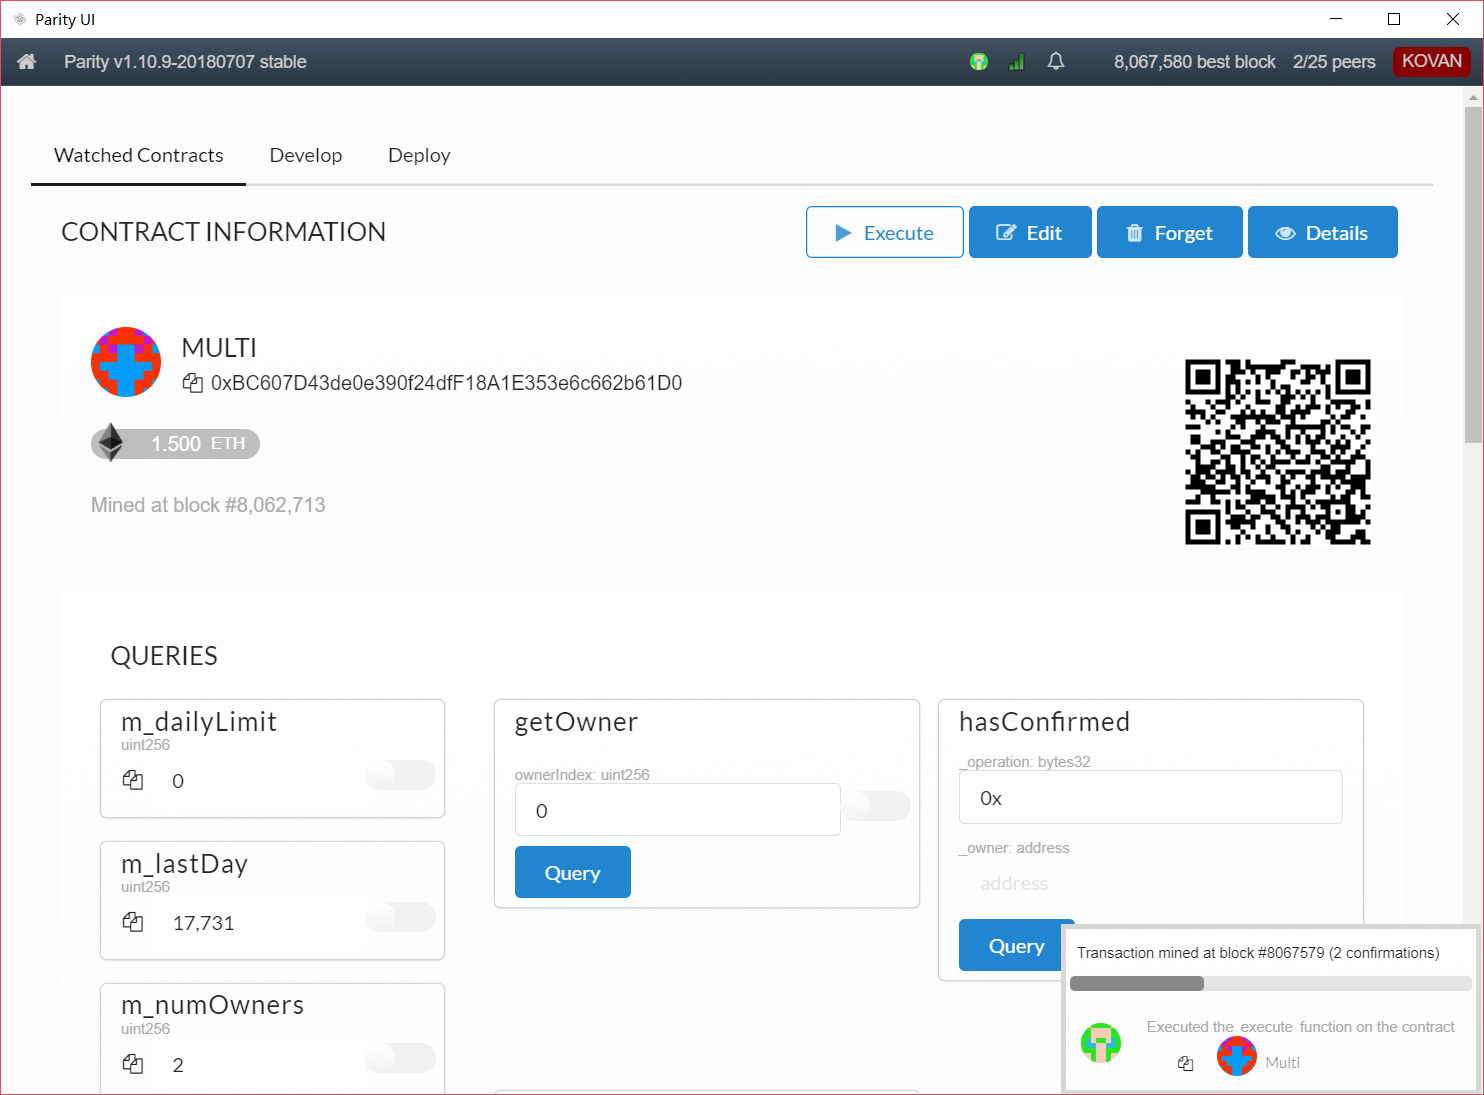 Parity UI
Parity v1.10.9-20180707 stable
8,067,580 best block
2/25 peers
KOVAN
Watched Contracts
Develop
Deploy
CONTRACT INFORMATION
Execute
Edit
Forget
Details
MULTI
0xBC607D43de0e390f24dfF18A1E353e6c662b61D0
1.500 ETH
Mined at block #8,062,713
QUERIES
m_dailyLimit
uint256
0
m_lastDay
uint256
17,731
m_numOwners
uint256
2
getOwner
ownerIndex: uint256
0
Query
hasConfirmed
_operation: bytes32
0x
_owner: address
address
Query
Transaction mined at block #8067579 (2 confirmations)
Executed the execute function on the contract
Multi